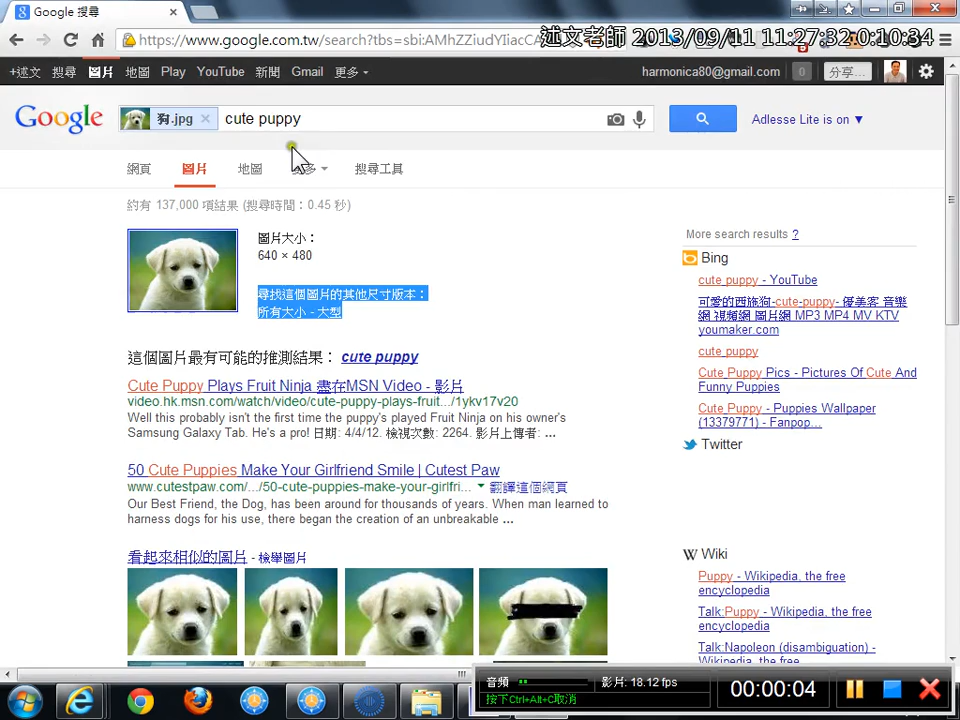 Google 搜尋
https://www.google.com.tw/search?tbs=sbi:AMhZZiudYIiacCA
述文老師 2013/09/11 11:27:32 0:10:34
+述文 搜尋 圖片 地圖 Play YouTube 新聞 Gmail 更多
harmonica80@gmail.com 0 分享...
Google 狗.jpg cute puppy
Adlesse Lite is on ▼
網頁 圖片 地圖 更多 搜尋工具
約有 137,000 項結果 (搜尋時間：0.45 秒)
圖片大小：
640 × 480
尋找這個圖片的其他尺寸版本：
所有大小 - 大型
這個圖片最有可能的推測結果： cute puppy
Cute Puppy Plays Fruit Ninja 盡在MSN Video - 影片
video.hk.msn.com/watch/video/cute-puppy-plays-fruit.../1ykv17v20
Well this probably isn't the first time the puppy's played Fruit Ninja on his owner's
Samsung Galaxy Tab. He's a pro! 日期: 4/4/12. 檢視次數: 2264. 影片上傳者: ...
50 Cute Puppies Make Your Girlfriend Smile | Cutest Paw
www.cutestpaw.com/.../50-cute-puppies-make-your-girlfri... 翻譯這個網頁
Our Best Friend, the Dog, has been around for thousands of years. When man learned to
harness dogs for his use, there began the creation of an unbreakable ...
看起來相似的圖片 - 檢舉圖片
More search results ?
Bing
cute puppy - YouTube
可愛的西施狗-cute-puppy- 優美客 音樂
網 視頻網 圖片網 MP3 MP4 MV KTV
youmaker.com
cute puppy
Cute Puppy Pics - Pictures Of Cute And
Funny Puppies
Cute Puppy - Puppies Wallpaper
(13379771) - Fanpop...
Twitter
Wiki
Puppy - Wikipedia, the free
encyclopedia
Talk:Puppy - Wikipedia, the free
encyclopedia
Talk:Napoleon (disambiguation) -
Wikipedia, the free
音頻 影片: 18.12 fps
按下Ctrl+Alt+C取消
00:00:04